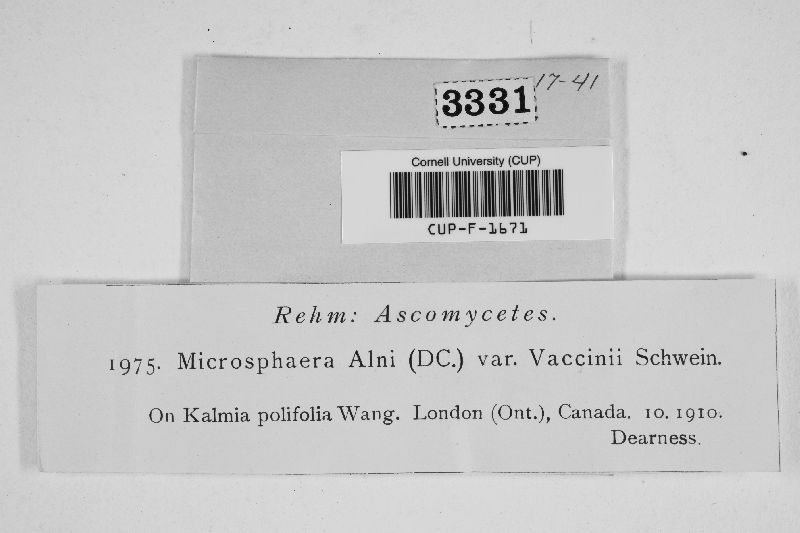 17-41
3331
Cornell University (CUP)
CUP-F-1671
Rehm: Ascomycetes.
1975. Microsphaera Alni (DC.) var. Vaccinii Schwein.
On Kalmia polifolia Wang. London (Ont.), Canada. 10. 1910.
Dearness.